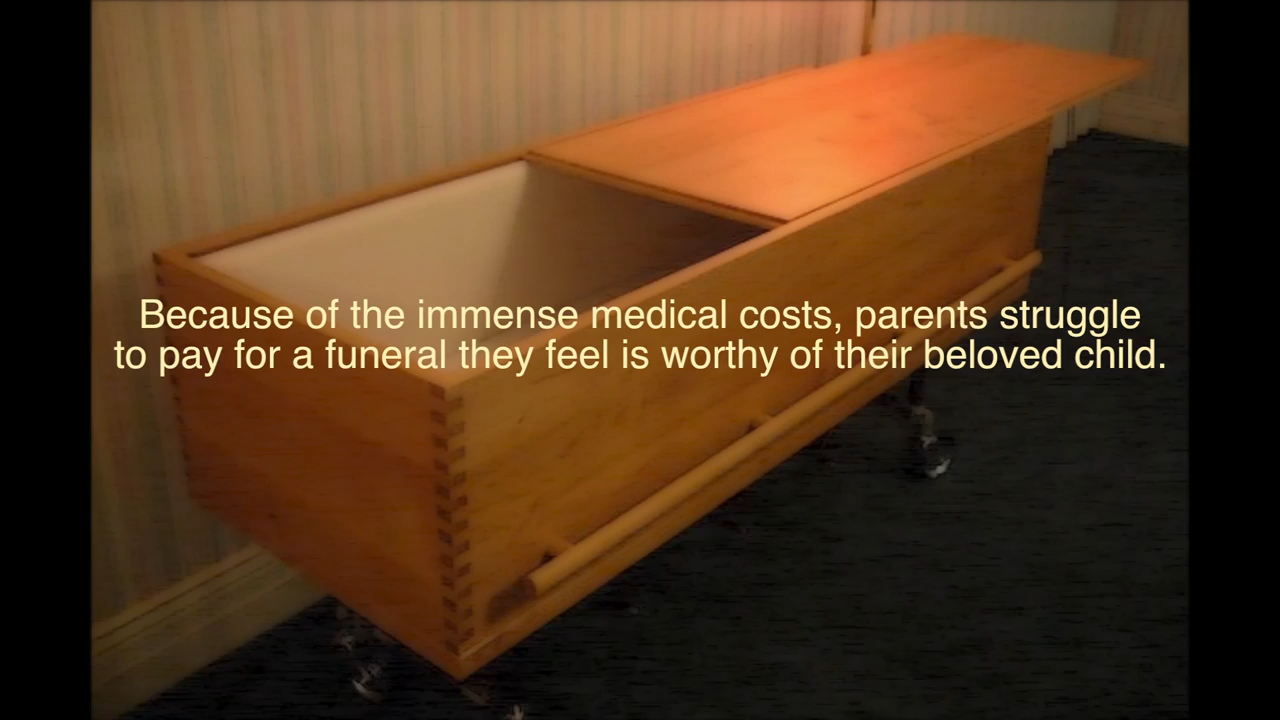 Because of the immense medical costs, parents struggle
to pay for a funeral they feel is worthy of their beloved child.